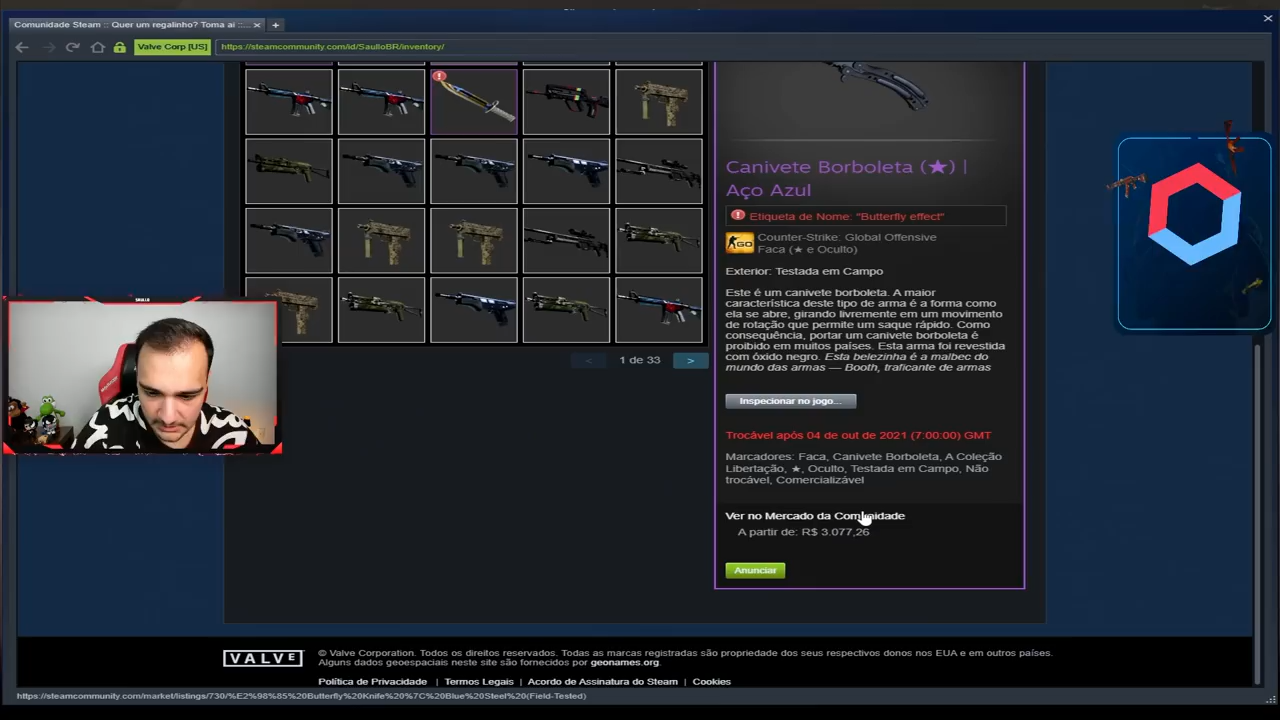 Comunidade Steam :: Quer um regalinho? Toma ai ::...
Valve Corp [US]
https://steamcommunity.com/id/SaulloBR/inventory/
Canivete Borboleta (★) |
Aço Azul
Etiqueta de Nome: "Butterfly effect"
GO
Counter-Strike: Global Offensive
Faca (★ e Oculto)
Exterior: Testada em Campo
Este é um canivete borboleta. A maior
característica deste tipo de arma é a forma como
ela se abre, girando livremente em um movimento
de rotação que permite um saque rápido. Como
consequência, portar um canivete borboleta é
proibido em muitos países. Esta arma foi revestida
com óxido negro. Esta belezinha é a malbec do
mundo das armas — Booth, traficante de armas
1 de 33
Inspecionar no jogo...
Trocável após 04 de out de 2021 (7:00:00) GMT
Marcadores: Faca, Canivete Borboleta, A Coleção
Libertação, ★, Oculto, Testada em Campo, Não
trocável, Comercializável
Ver no Mercado da Comunidade
A partir de: R$ 3.077,26
Anunciar
SAULLO
VALVE
© Valve Corporation. Todos os direitos reservados. Todas as marcas registradas são propriedade dos seus respectivos donos nos EUA e em outros países.
Alguns dados geoespaciais neste site são fornecidos por geonames.org.
Política de Privacidade | Termos Legais | Acordo de Assinatura do Steam | Cookies
https://steamcommunity.com/market/listings/730/%E2%98%85%20Butterfly%20Knife%20%7C%20Blue%20Steel%20(Field-Tested)